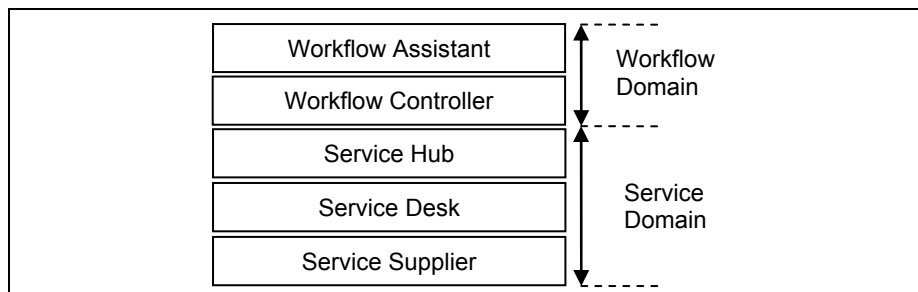 Workflow Assistant
Workflow Controller
Service Hub
Service Desk
Service Supplier
Workflow
Domain
Service
Domain